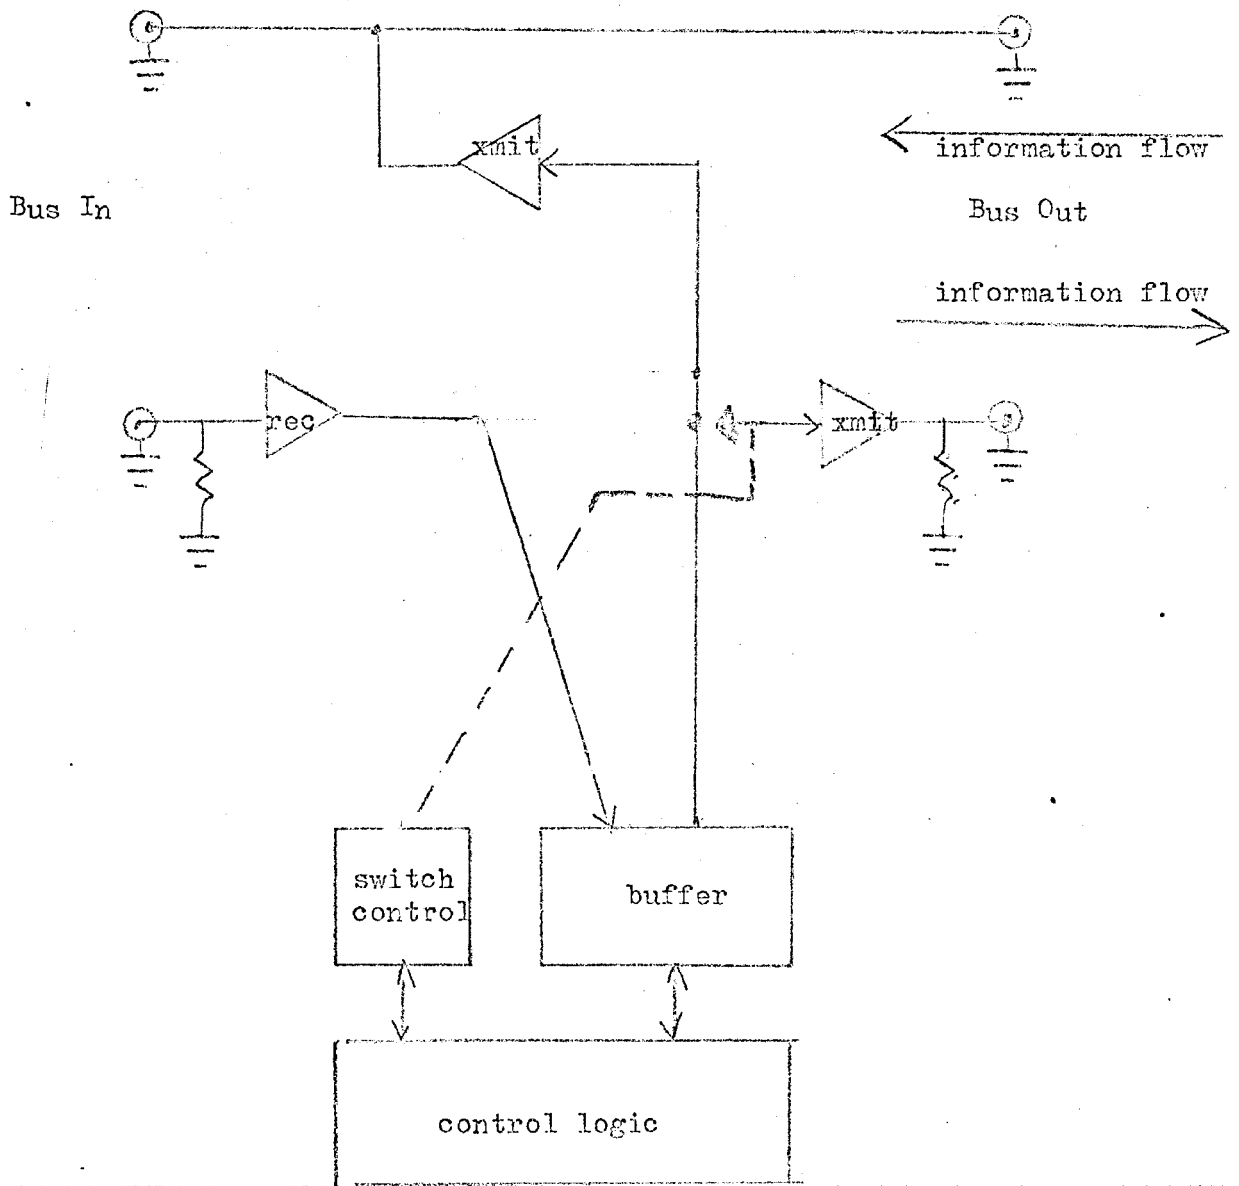 xmit
information flow
Bus In
Bus Out
information flow
rec
xmit
switch
control
buffer
control logic